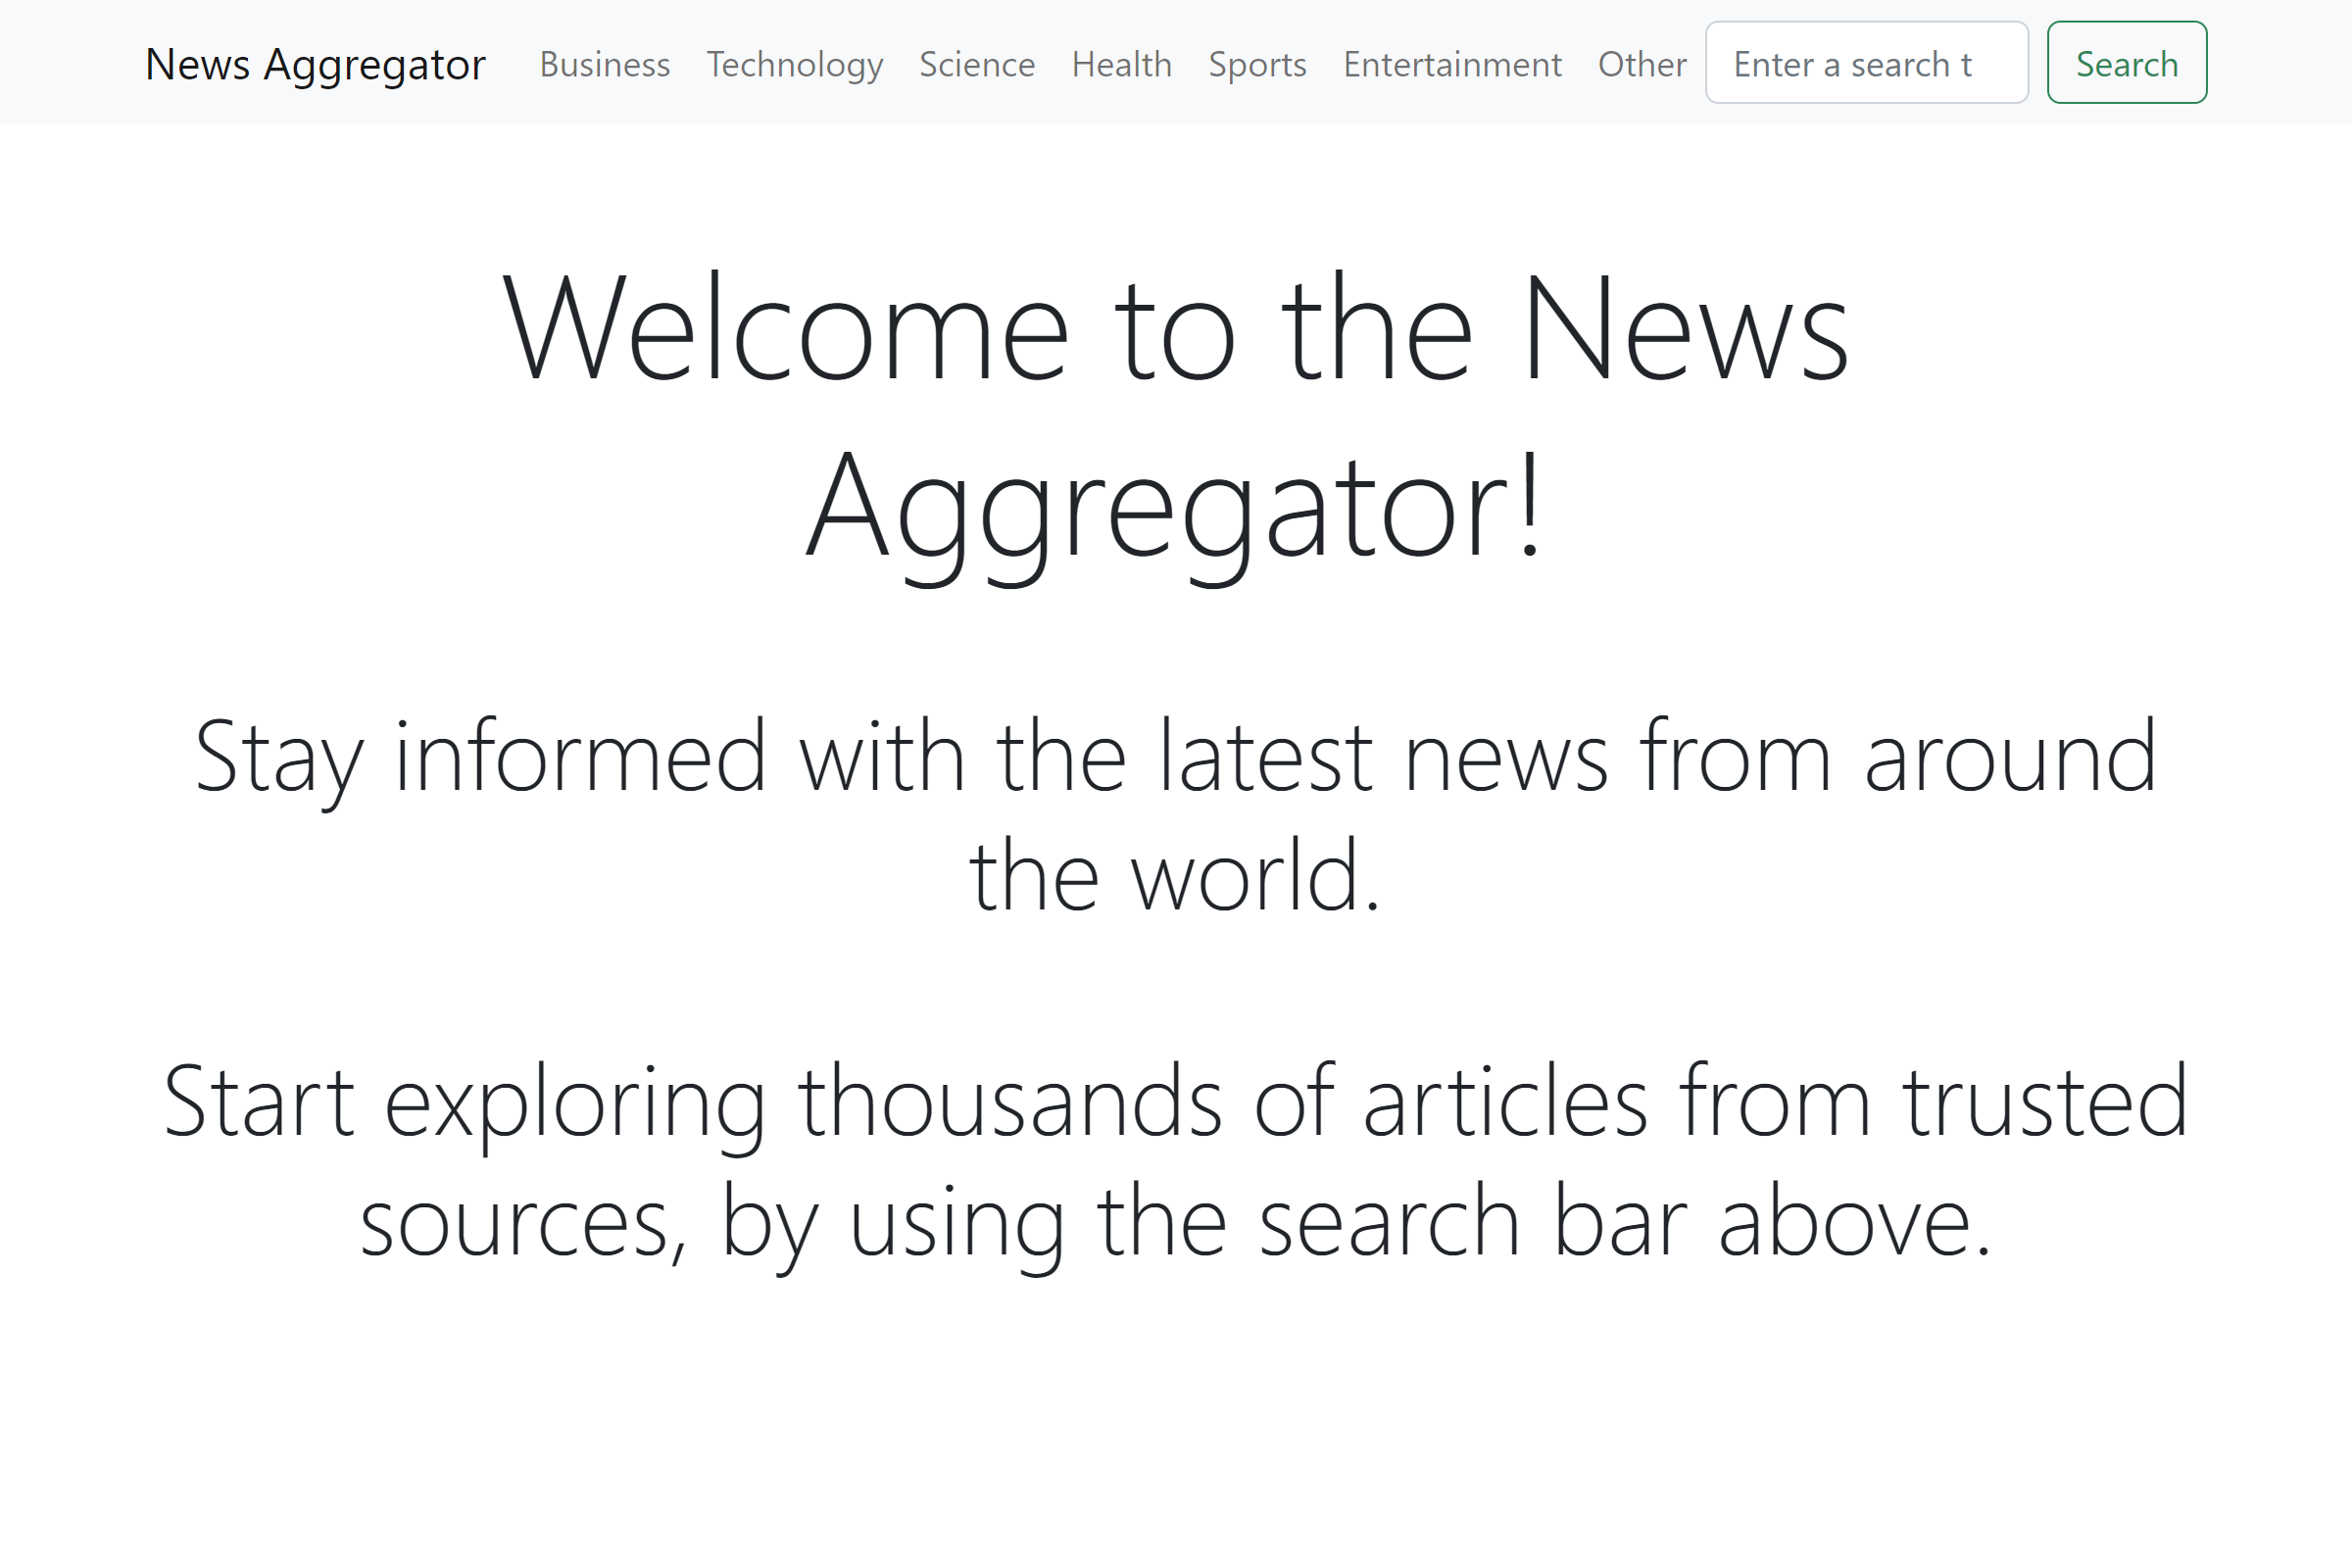 News Aggregator Business Technology Science Health Sports Entertainment Other Enter a search t Search
Welcome to the News
Aggregator!
Stay informed with the latest news from around
the world.
Start exploring thousands of articles from trusted
sources, by using the search bar above.